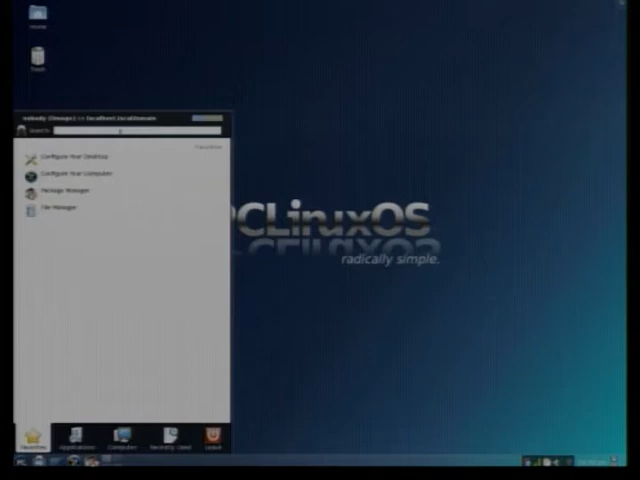 Home
Trash
Search:
Favorites
Configure Your Desktop
Configure Your Computer
Package Manager
File Manager
PCLinuxOS
radically simple.
Favorites
Applications
Computer
Recently Used
Leave